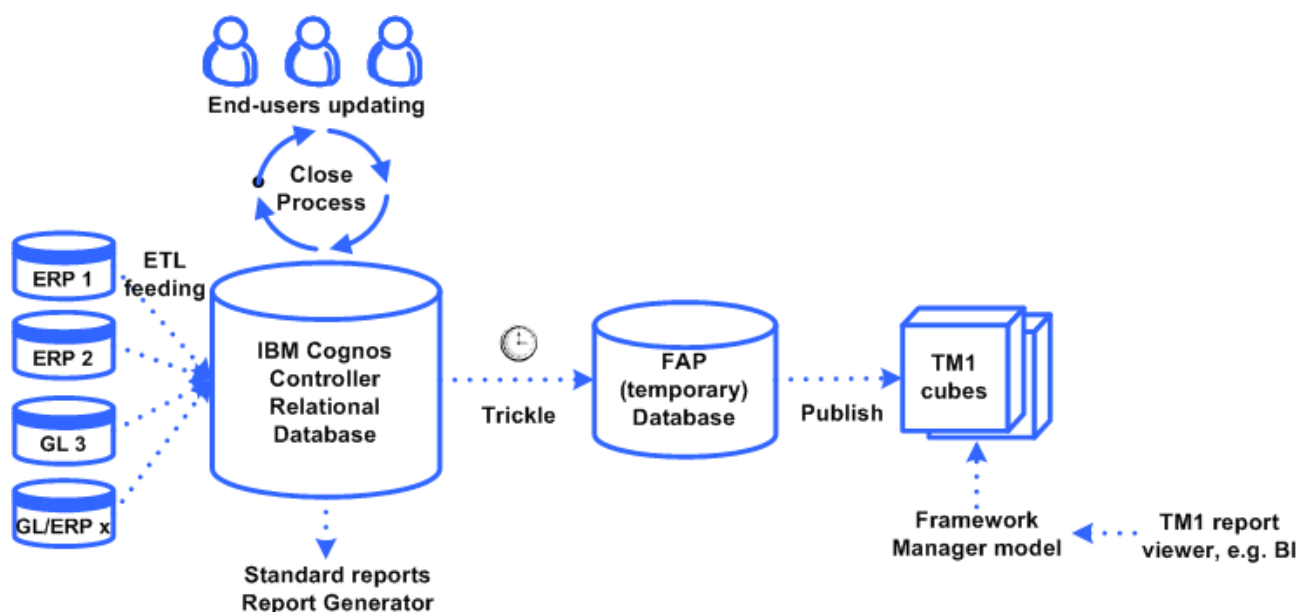 End-users updating
Close
Process
ETL
feeding
ERP 1
ERP 2
GL 3
GL/ERP x
IBM Cognos
Controller
Relational
Database
Standard reports
Report Generator
Trickle
FAP
(temporary)
Database
Publish
TM1
cubes
Framework
Manager model
TM1 report
viewer, e.g. BI